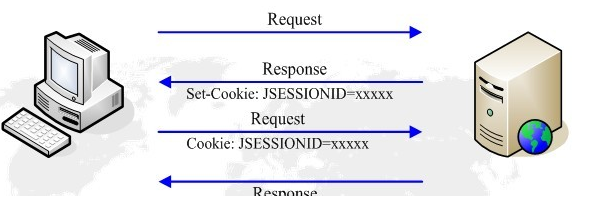 Request
Response
Set-Cookie: JSESSIONID=xxxxx
Request
Cookie: JSESSIONID=xxxxx
Response